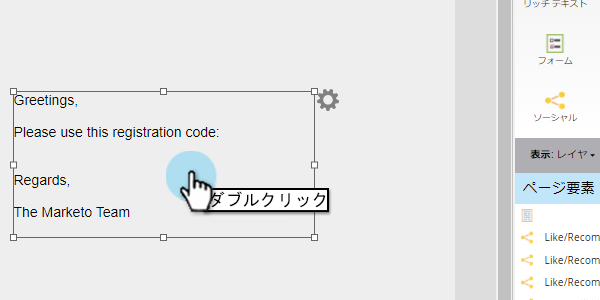 リッチ テキスト
フォーム
ソーシャル
Greetings,
Please use this registration code:
Regards,
The Marketo Team
ダブルクリック
表示: レイヤ
ページ要素
Like/Recom
Like/Recom
Like/Recom